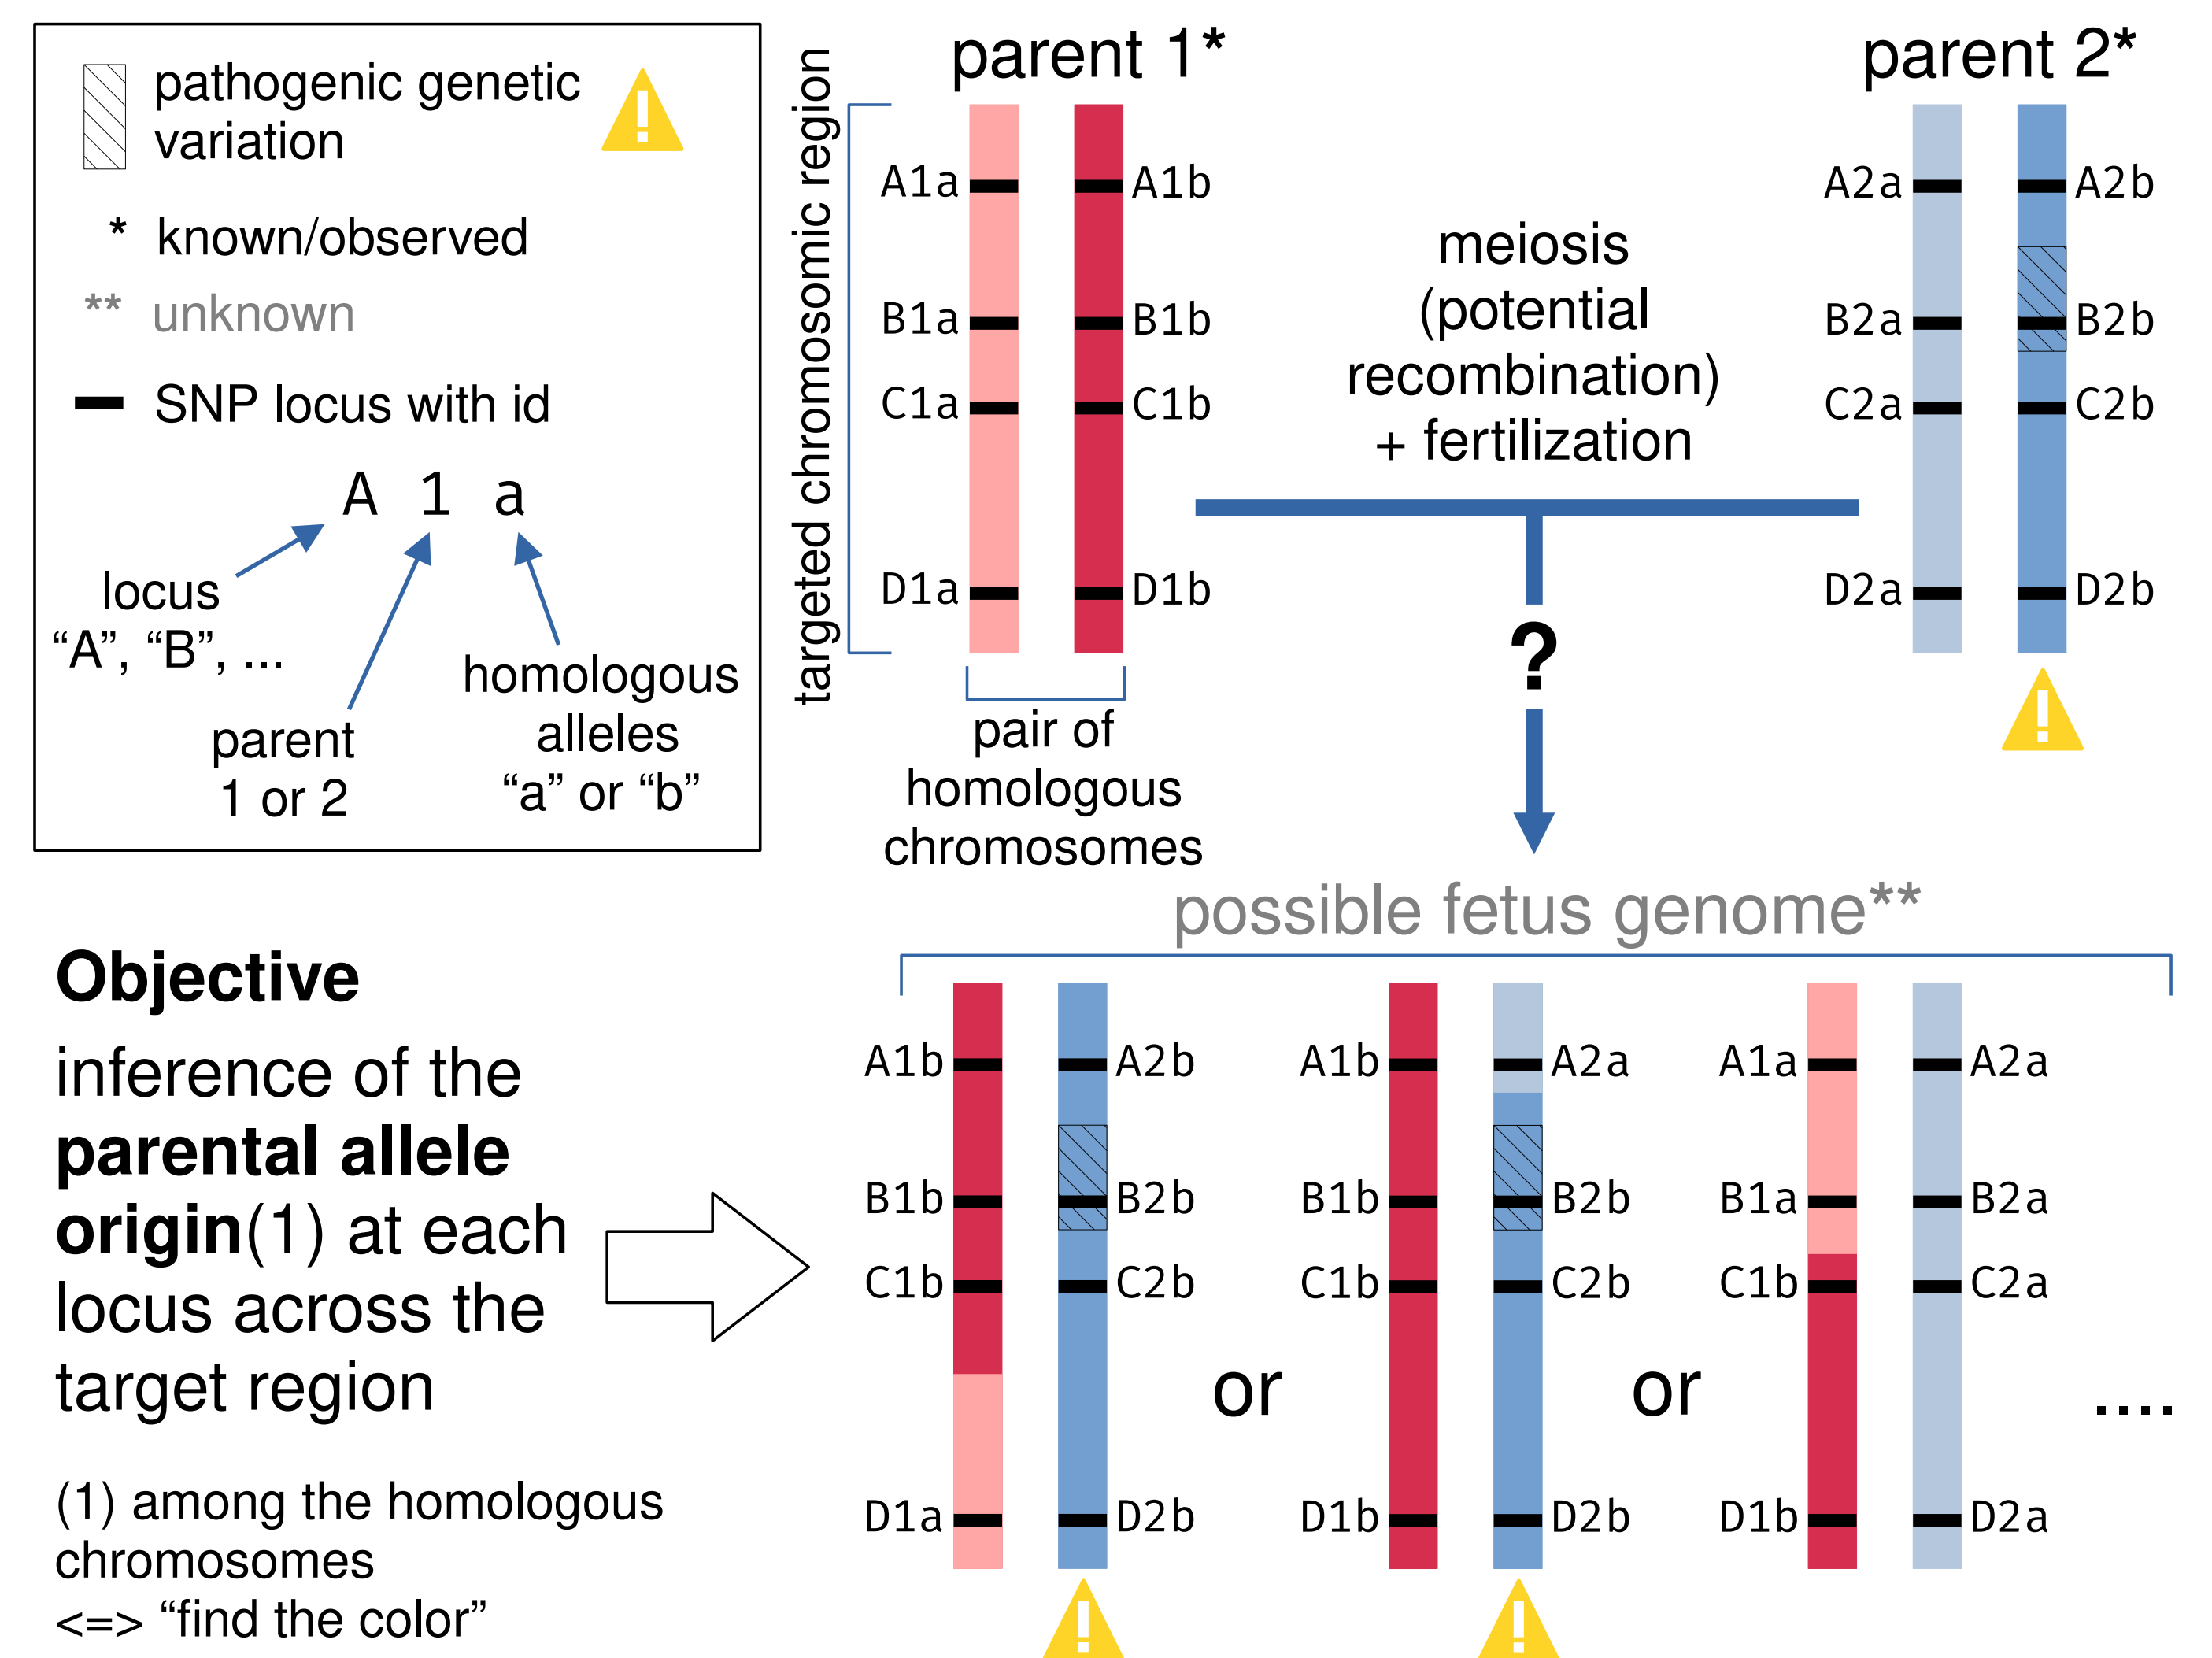 pathogenic genetic
variation
* known/observed
** unknown
SNP locus with id
A 1 a
locus
“A”, “B”, ...
parent
1 or 2
homologous
alleles
“a” or “b”
targeted chromosomic region
parent 1*
A1a
A1b
B1a
B1b
C1a
C1b
D1a
D1b
pair of
homologous
chromosomes
meiosis
(potential
recombination)
+ fertilization
?
parent 2*
A2a
A2b
B2a
B2b
C2a
C2b
D2a
D2b
possible fetus genome**
Objective
inference of the
parental allele
origin(1) at each
locus across the
target region
(1) among the homologous
chromosomes
<=> “find the color”
A1b
A2b
B1b
B2b
C1b
C2b
D1a
D2b
or
A1b
A2a
B1b
B2b
C1b
C2b
D1b
D2b
or
A1a
A2a
B1a
B2a
C1b
C2a
D1b
D2a
....